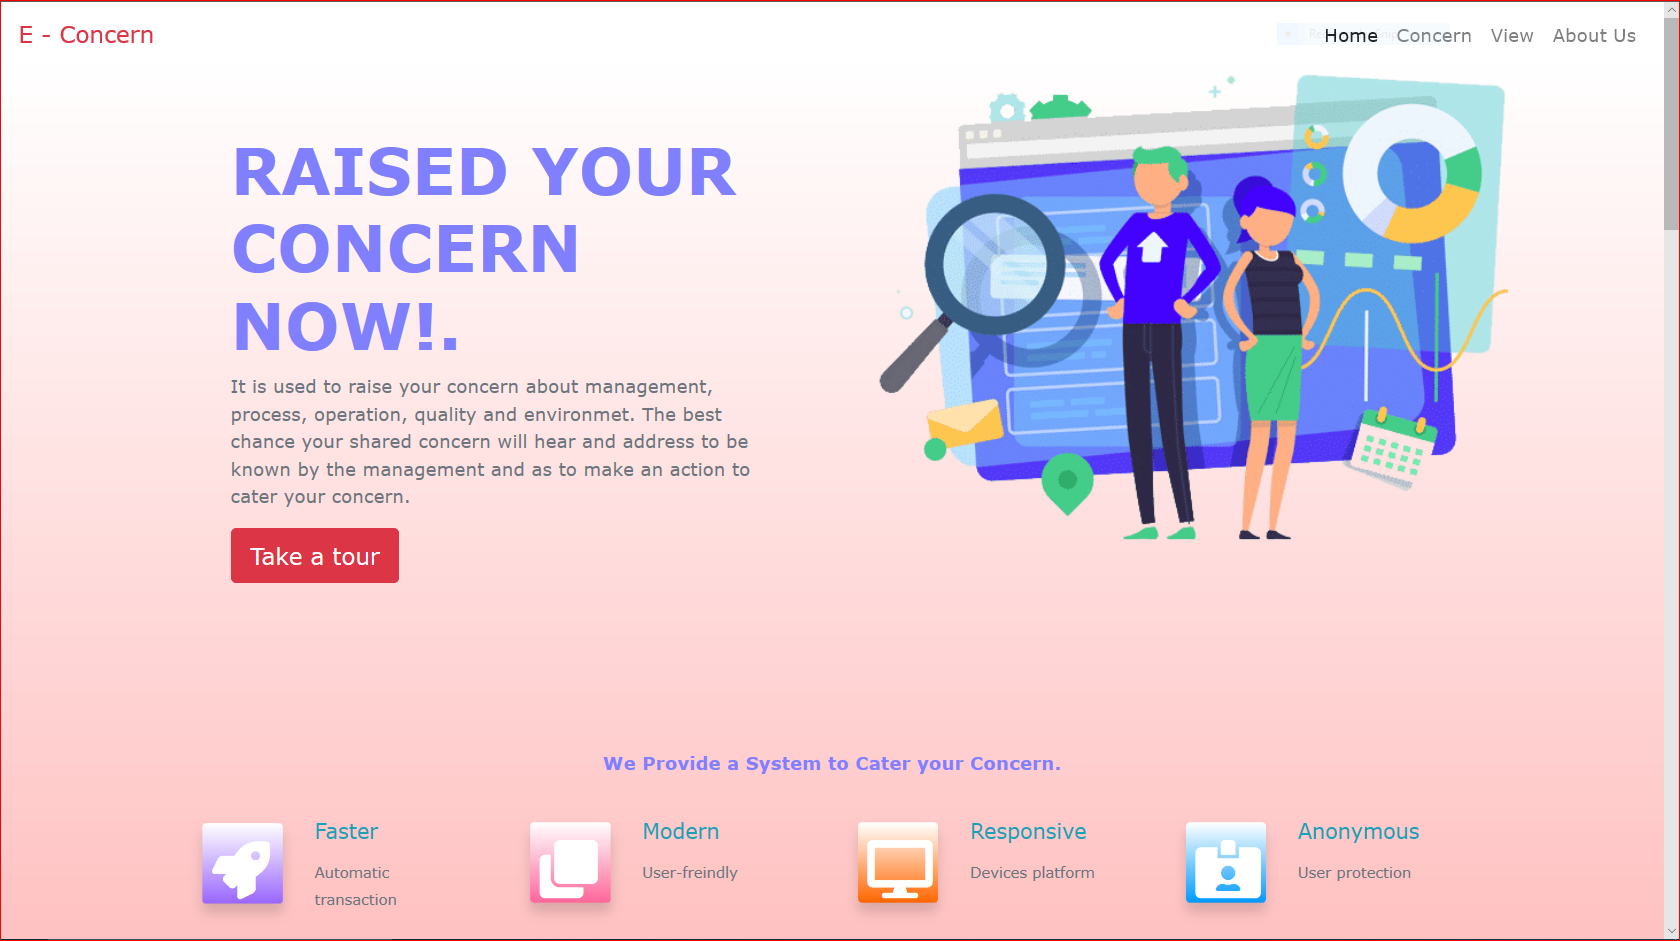 E - Concern
Home Concern View About Us
RAISED YOUR
CONCERN
NOW!.
It is used to raise your concern about management,
process, operation, quality and environmet. The best
chance your shared concern will hear and address to be
known by the management and as to make an action to
cater your concern.
Take a tour
We Provide a System to Cater your Concern.
Faster
Automatic
transaction
Modern
User-freindly
Responsive
Devices platform
Anonymous
User protection